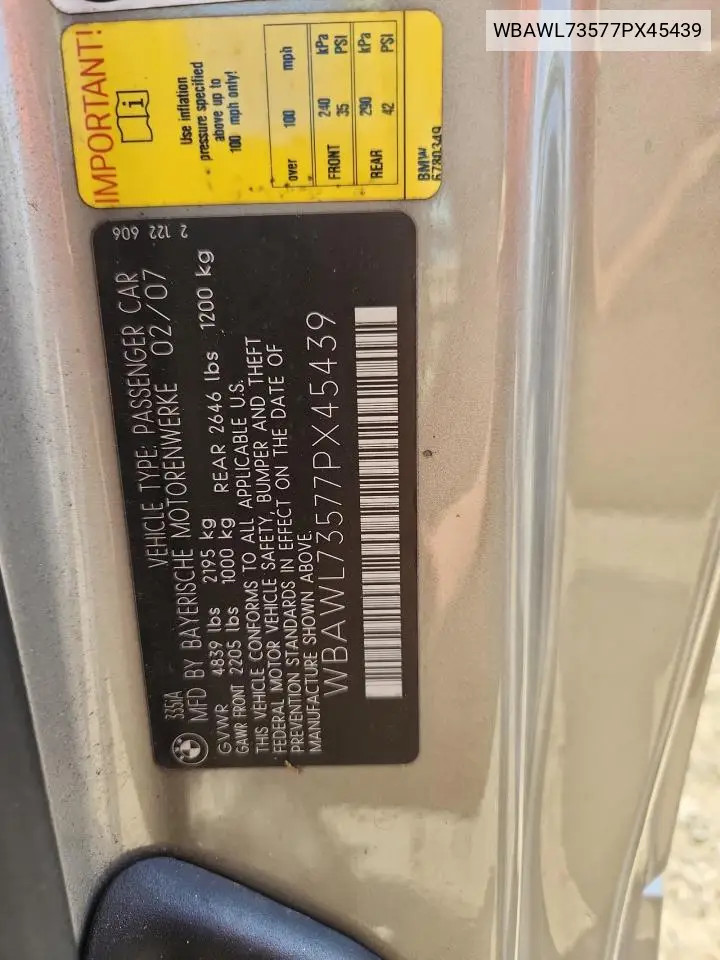 WBAWL73577PX45439
IMPORTANT!
i
Use inflation
pressure specified
above up to
100 mph only!
over 100 mph
kPa kPa
PSI PSI
FRONT 240
35
REAR 290
42
BMW
6780349
335iA
2 122 606
VEHICLE TYPE: PASSENGER CAR
MFD BY BAYERISCHE MOTORENWERKE 02/07
GVWR 4839 lbs 2195 kg
GAWR FRONT 2205 lbs 1000 kg REAR 2646 lbs 1200 kg
THIS VEHICLE CONFORMS TO ALL APPLICABLE U.S.
FEDERAL MOTOR VEHICLE SAFETY, BUMPER AND THEFT
PREVENTION STANDARDS IN EFFECT ON THE DATE OF
MANUFACTURE SHOWN ABOVE.
WBAWL73577PX45439